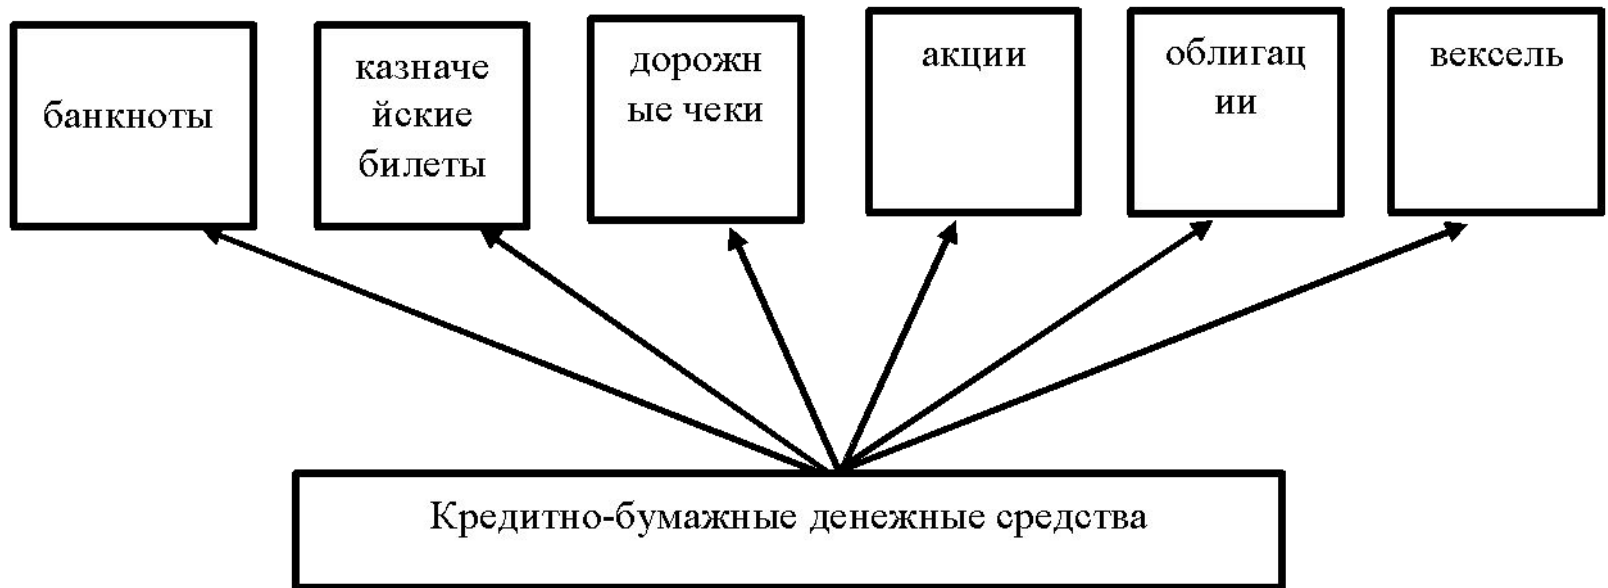 банкноты
казначе
йские
билеты
дорожн
ые чеки
акции
облигац
ии
вексель
Кредитно-бумажные денежные средства